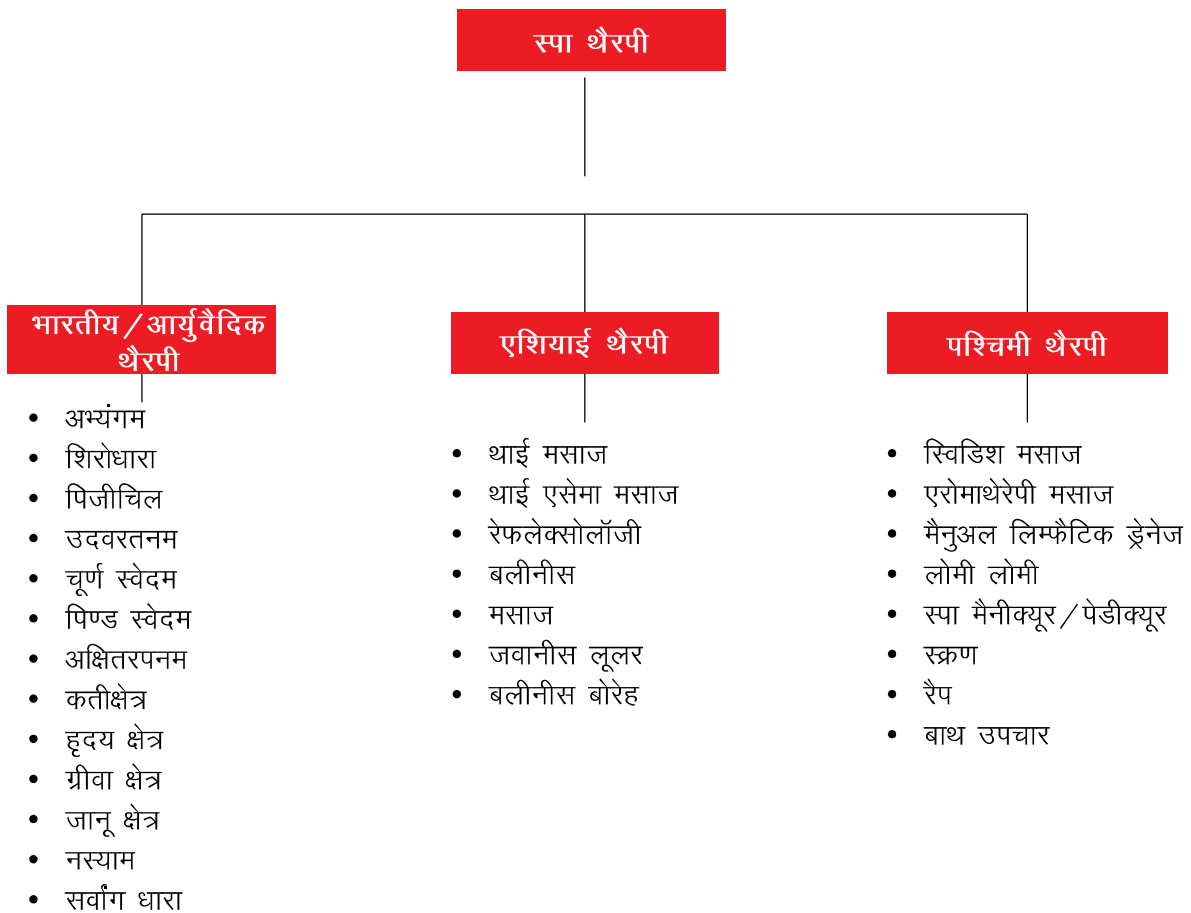 स्पा थैरपी
भारतीय/आर्युवैदिक
थैरपी
• अभ्यंगम
• शिरोधारा
• पिजीचिल
• उदवरतनम
• चूर्ण स्वेदम
• पिण्ड स्वेदम
• अक्षितरपनम
• कतीक्षेत्र
• हृदय क्षेत्र
• ग्रीवा क्षेत्र
• जानू क्षेत्र
• नस्याम
• सर्वांग धारा
एशियाई थैरपी
• थाई मसाज
• थाई एसेमा मसाज
• रेफलेक्सोलॉजी
• बलीनीस
• मसाज
• जवानीस लूलर
• बलीनीस बोरेह
पश्चिमी थैरपी
• स्विडिश मसाज
• एरोमाथेरेपी मसाज
• मैनुअल लिम्फैटिक ड्रेनेज
• लोमी लोमी
• स्पा मैनीक्यूर/पेडीक्यूर
• स्क्रण
• रैप
• बाथ उपचार